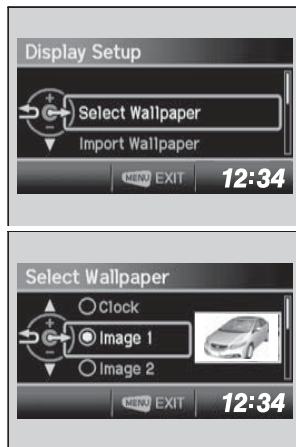 Display Setup
Select Wallpaper
Import Wallpaper
MENU EXIT 12:34
Select Wallpaper
Clock
Image 1
Image 2
MENU EXIT 12:34